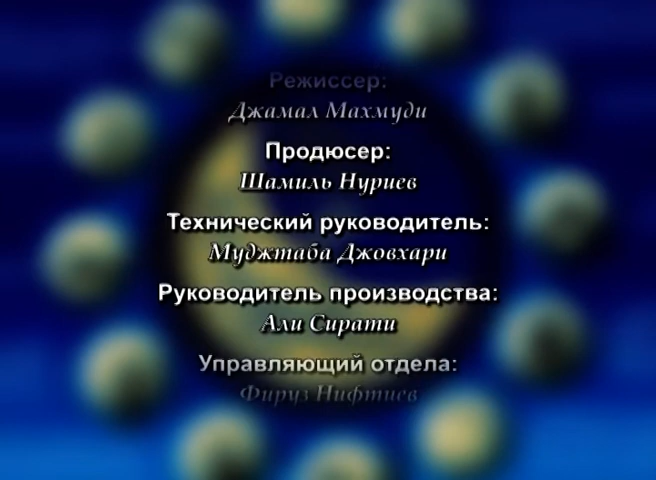 Режиссер:
Джамал Махмуди
Продюсер:
Шамиль Нуриев
Технический руководитель:
Муджтаба Джовхари
Руководитель производства:
Али Сирати
Управляющий отдела:
Фируз Нифтиев